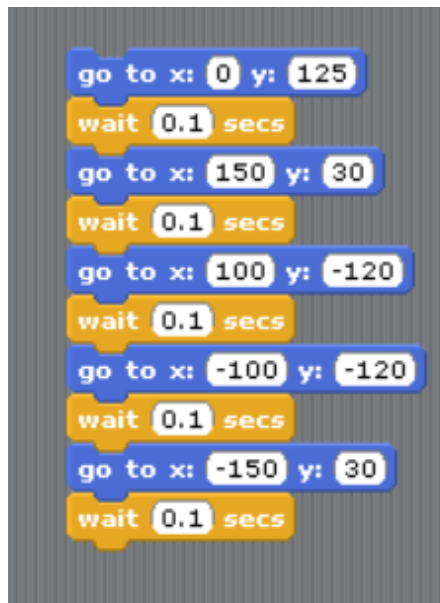 go to x: 0 y: 125
wait 0.1 secs
go to x: 150 y: 30
wait 0.1 secs
go to x: 100 y: -120
wait 0.1 secs
go to x: -100 y: -120
wait 0.1 secs
go to x: -150 y: 30
wait 0.1 secs